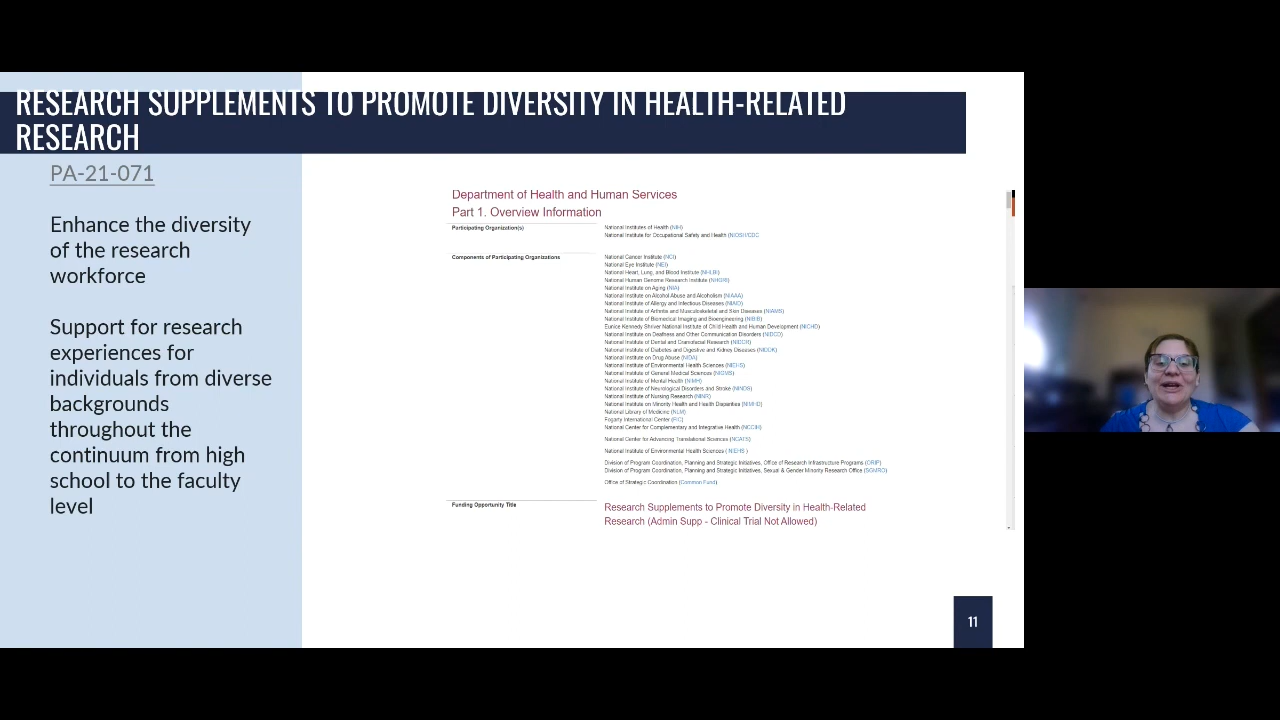 RESEARCH SUPPLEMENTS TO PROMOTE DIVERSITY IN HEALTH-RELATED
RESEARCH
PA-21-071
Enhance the diversity
of the research
workforce
Support for research
experiences for
individuals from diverse
backgrounds
throughout the
continuum from high
school to the faculty
level
Department of Health and Human Services
Part 1. Overview Information
Participating Organization(s)
National Institutes of Health (NIH)
National Institute for Occupational Safety and Health (NIOSH/CDC
Components of Participating Organizations
National Cancer Institute (NCI)
National Eye Institute (NEI)
National Heart, Lung, and Blood Institute (NHLBI)
National Human Genome Research Institute (NHGRI)
National Institute on Aging (NIA)
National Institute on Alcohol Abuse and Alcoholism (NIAAA)
National Institute of Allergy and Infectious Diseases (NIAID)
National Institute of Arthritis and Musculoskeletal and Skin Diseases (NIAMS)
National Institute of Biomedical Imaging and Bioengineering (NIBIB)
Eunice Kennedy Shriver National Institute of Child Health and Human Development (NICHD)
National Institute on Deafness and Other Communication Disorders (NIDCD)
National Institute of Dental and Craniofacial Research (NIDCR)
National Institute of Diabetes and Digestive and Kidney Diseases (NIDDK)
National Institute on Drug Abuse (NIDA)
National Institute of Environmental Health Sciences (NIEHS)
National Institute of General Medical Sciences (NIGMS)
National Institute of Mental Health (NIMH)
National Institute of Neurological Disorders and Stroke (NINDS)
National Institute of Nursing Research (NINR)
National Institute on Minority Health and Health Disparities (NIMHD)
National Library of Medicine (NLM)
Fogarty International Center (FIC)
National Center for Complementary and Integrative Health (NCCIH)
National Center for Advancing Translational Sciences (NCATS)
National Institute of Environmental Health Sciences ( NIEHS )
Division of Program Coordination, Planning and Strategic Initiatives, Office of Research Infrastructure Programs (ORIP)
Division of Program Coordination, Planning and Strategic Initiatives, Sexual & Gender Minority Research Office (SGMRO)
Office of Strategic Coordination (Common Fund)
Funding Opportunity Title
Research Supplements to Promote Diversity in Health-Related
Research (Admin Supp - Clinical Trial Not Allowed)
11